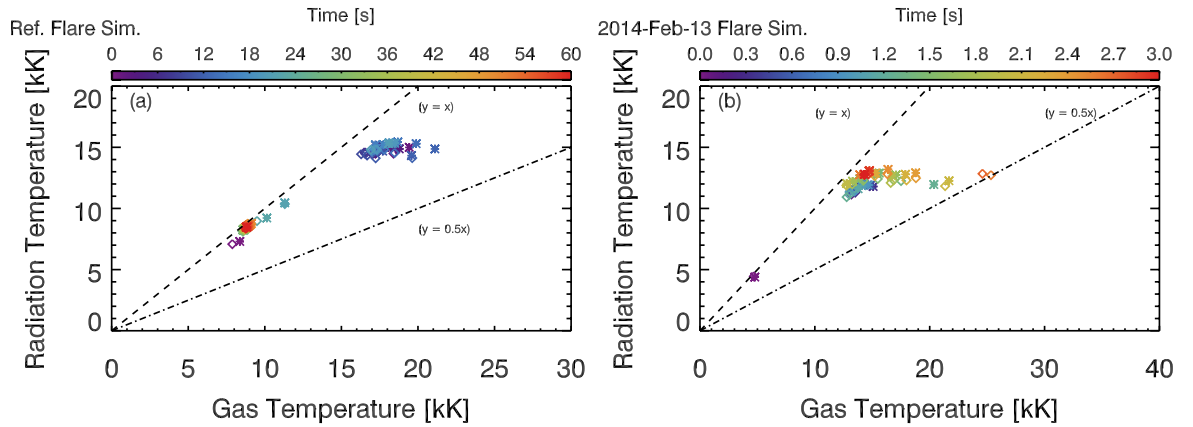 Time [s]
Ref. Flare Sim.
0 6 12 18 24 30 36 42 48 54 60
(a)
(y = x)
(y = 0.5x)
20
15
10
5
0
Radiation Temperature [kK]
0 5 10 15 20 25 30
Gas Temperature [kK]
Time [s]
2014-Feb-13 Flare Sim.
0.0 0.3 0.6 0.9 1.2 1.5 1.8 2.1 2.4 2.7 3.0
(b)
(y = x)
(y = 0.5x)
20
15
10
5
0
Radiation Temperature [kK]
0 10 20 30 40
Gas Temperature [kK]